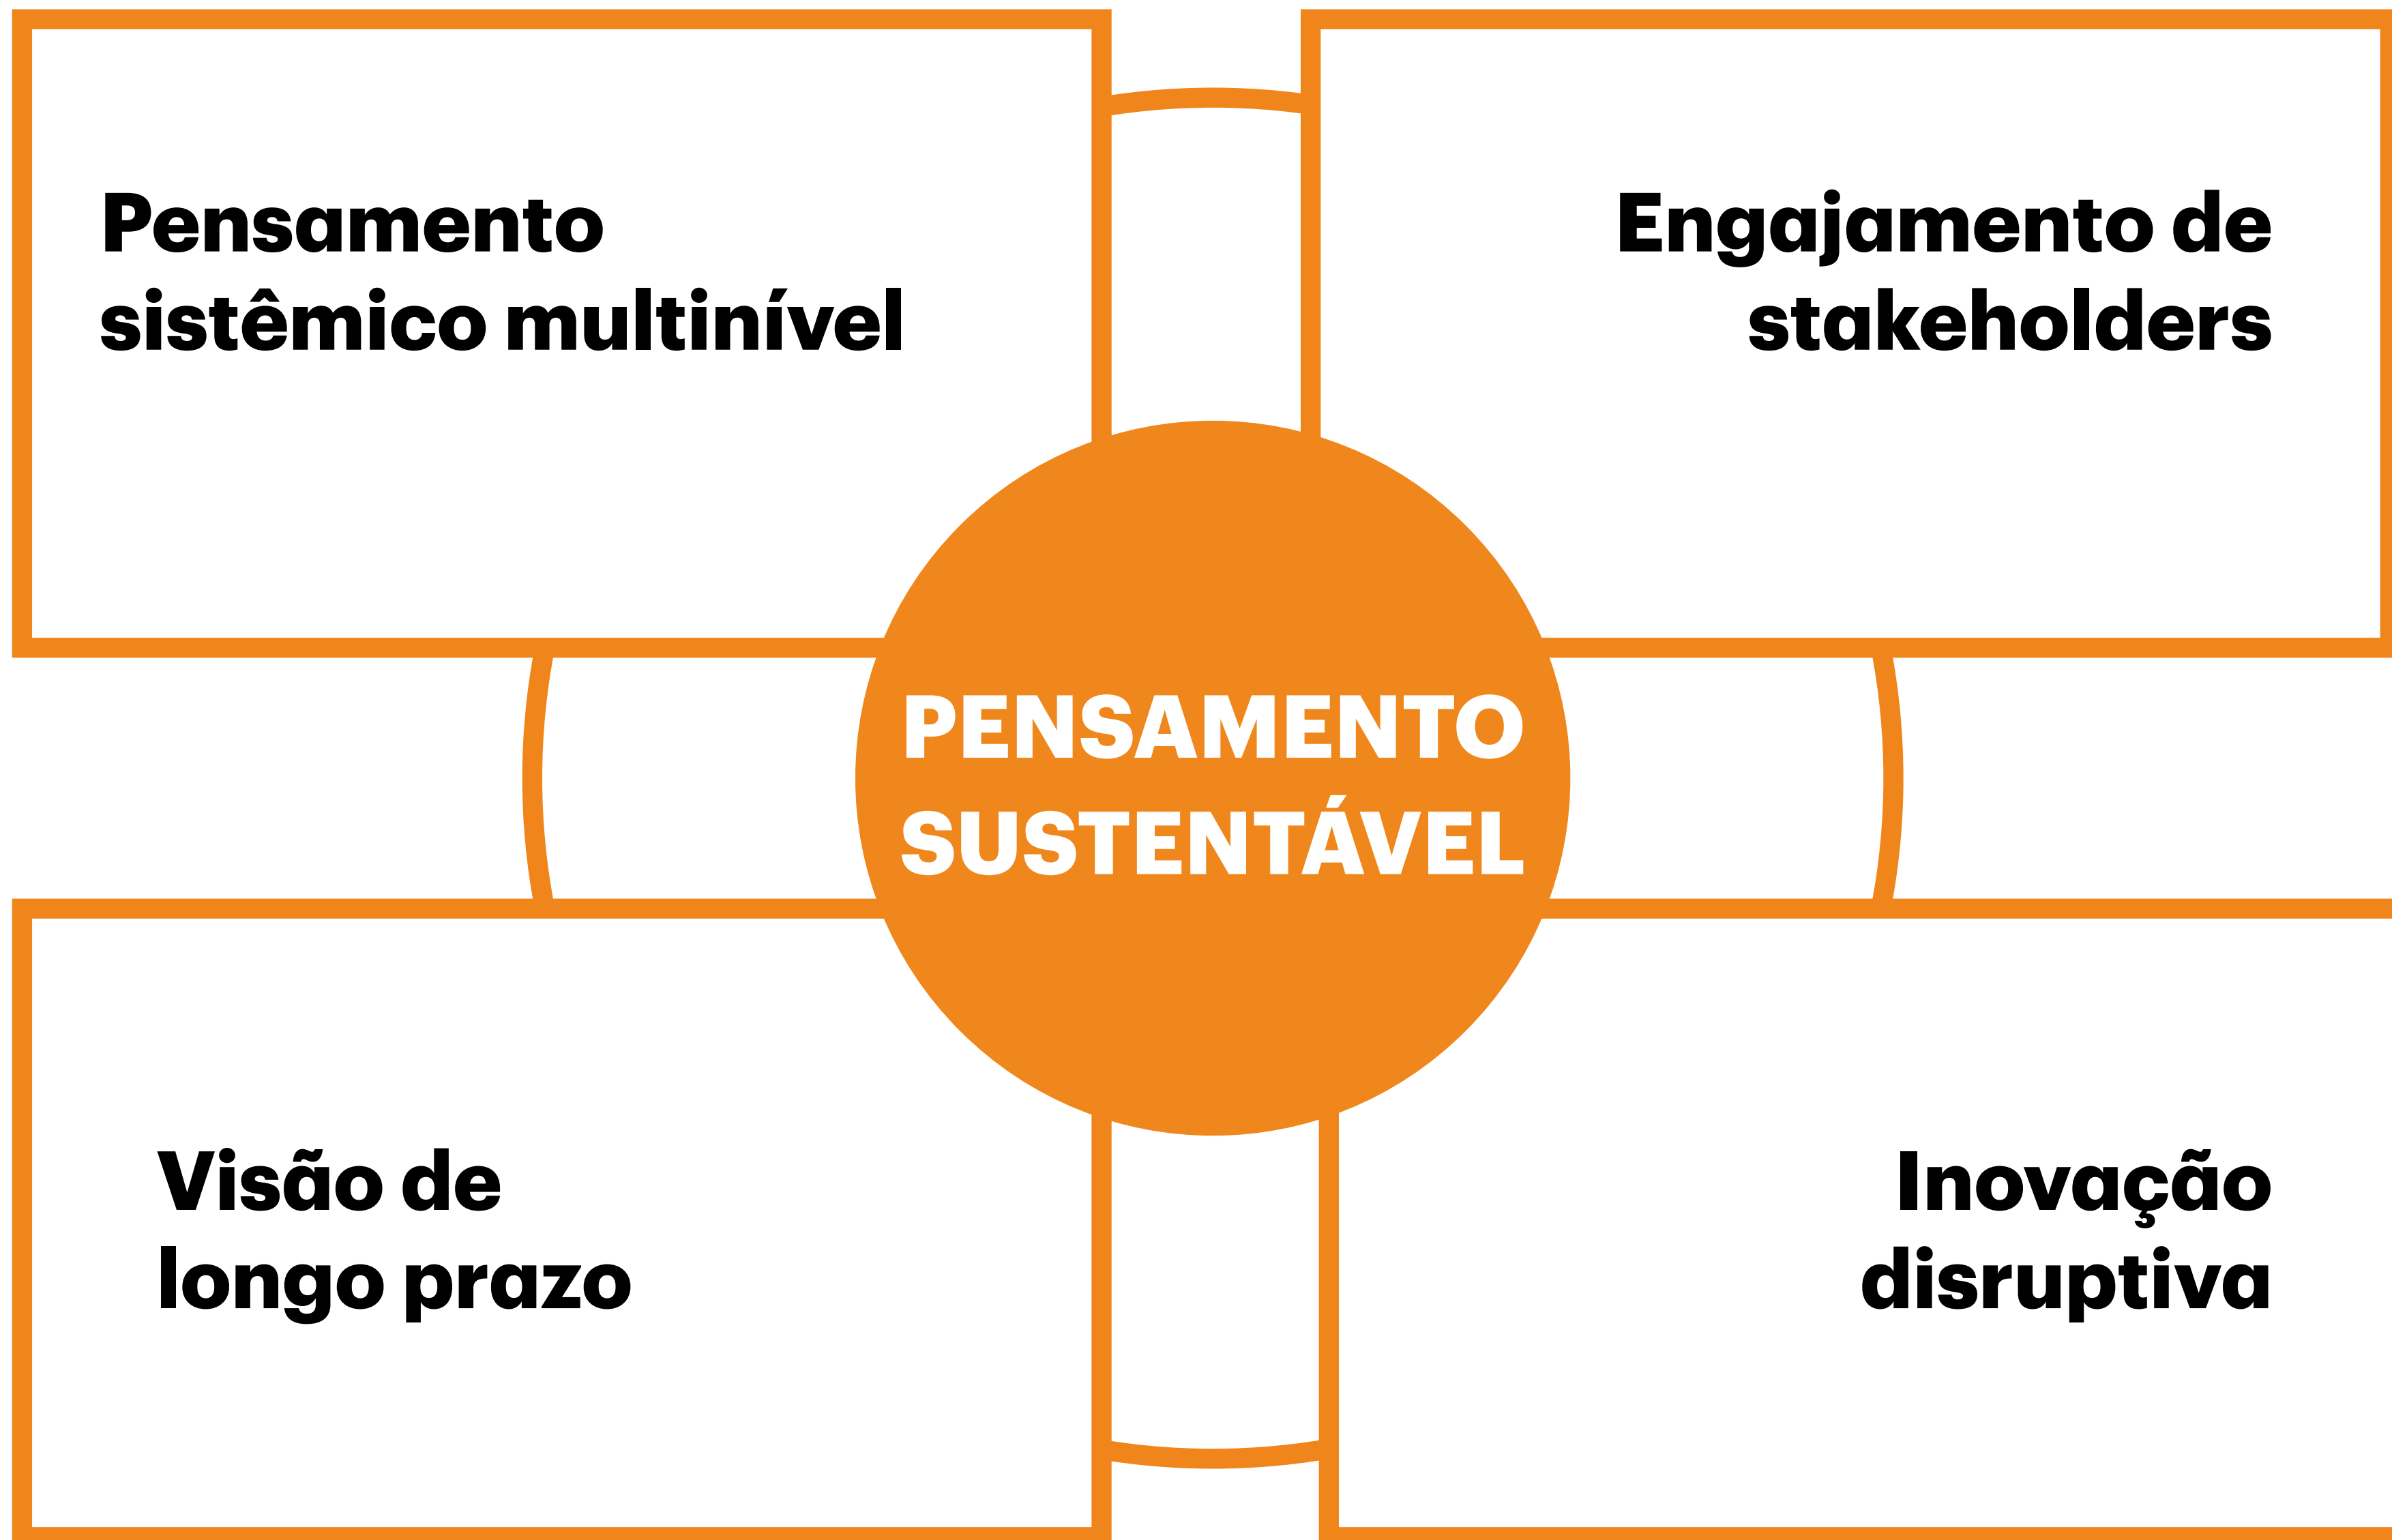 Pensamento
sistêmico multinível
Engajamento de
stakeholders
PENSAMENTO
SUSTENTÁVEL
Visão de
longo prazo
Inovação
disruptiva